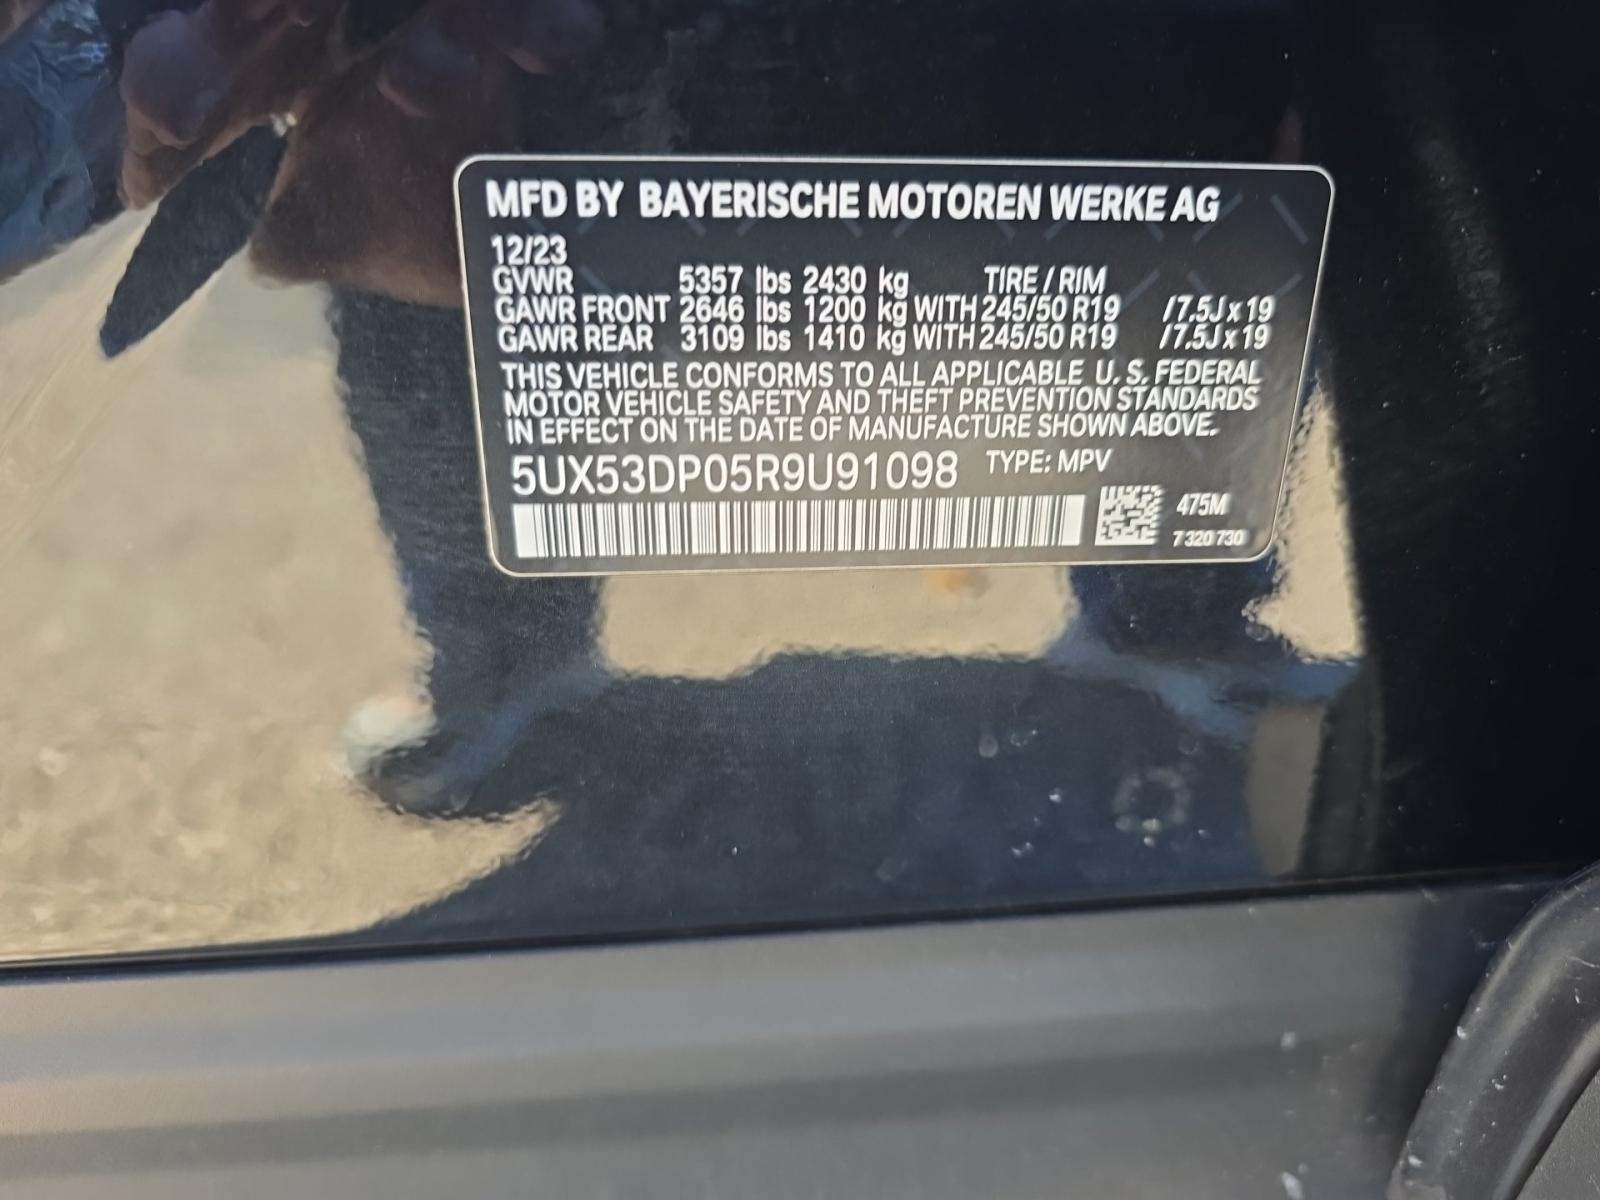 MFD BY BAYERISCHE MOTOREN WERKE AG
12/23
GVWR 5357 lbs 2430 kg TIRE / RIM
GAWR FRONT 2646 lbs 1200 kg WITH 245/50 R19 / 7.5J x 19
GAWR REAR 3109 lbs 1410 kg WITH 245/50 R19 / 7.5J x 19
THIS VEHICLE CONFORMS TO ALL APPLICABLE U. S. FEDERAL
MOTOR VEHICLE SAFETY AND THEFT PREVENTION STANDARDS
IN EFFECT ON THE DATE OF MANUFACTURE SHOWN ABOVE.
5UX53DP05R9U91098 TYPE: MPV
475M
7 320 730